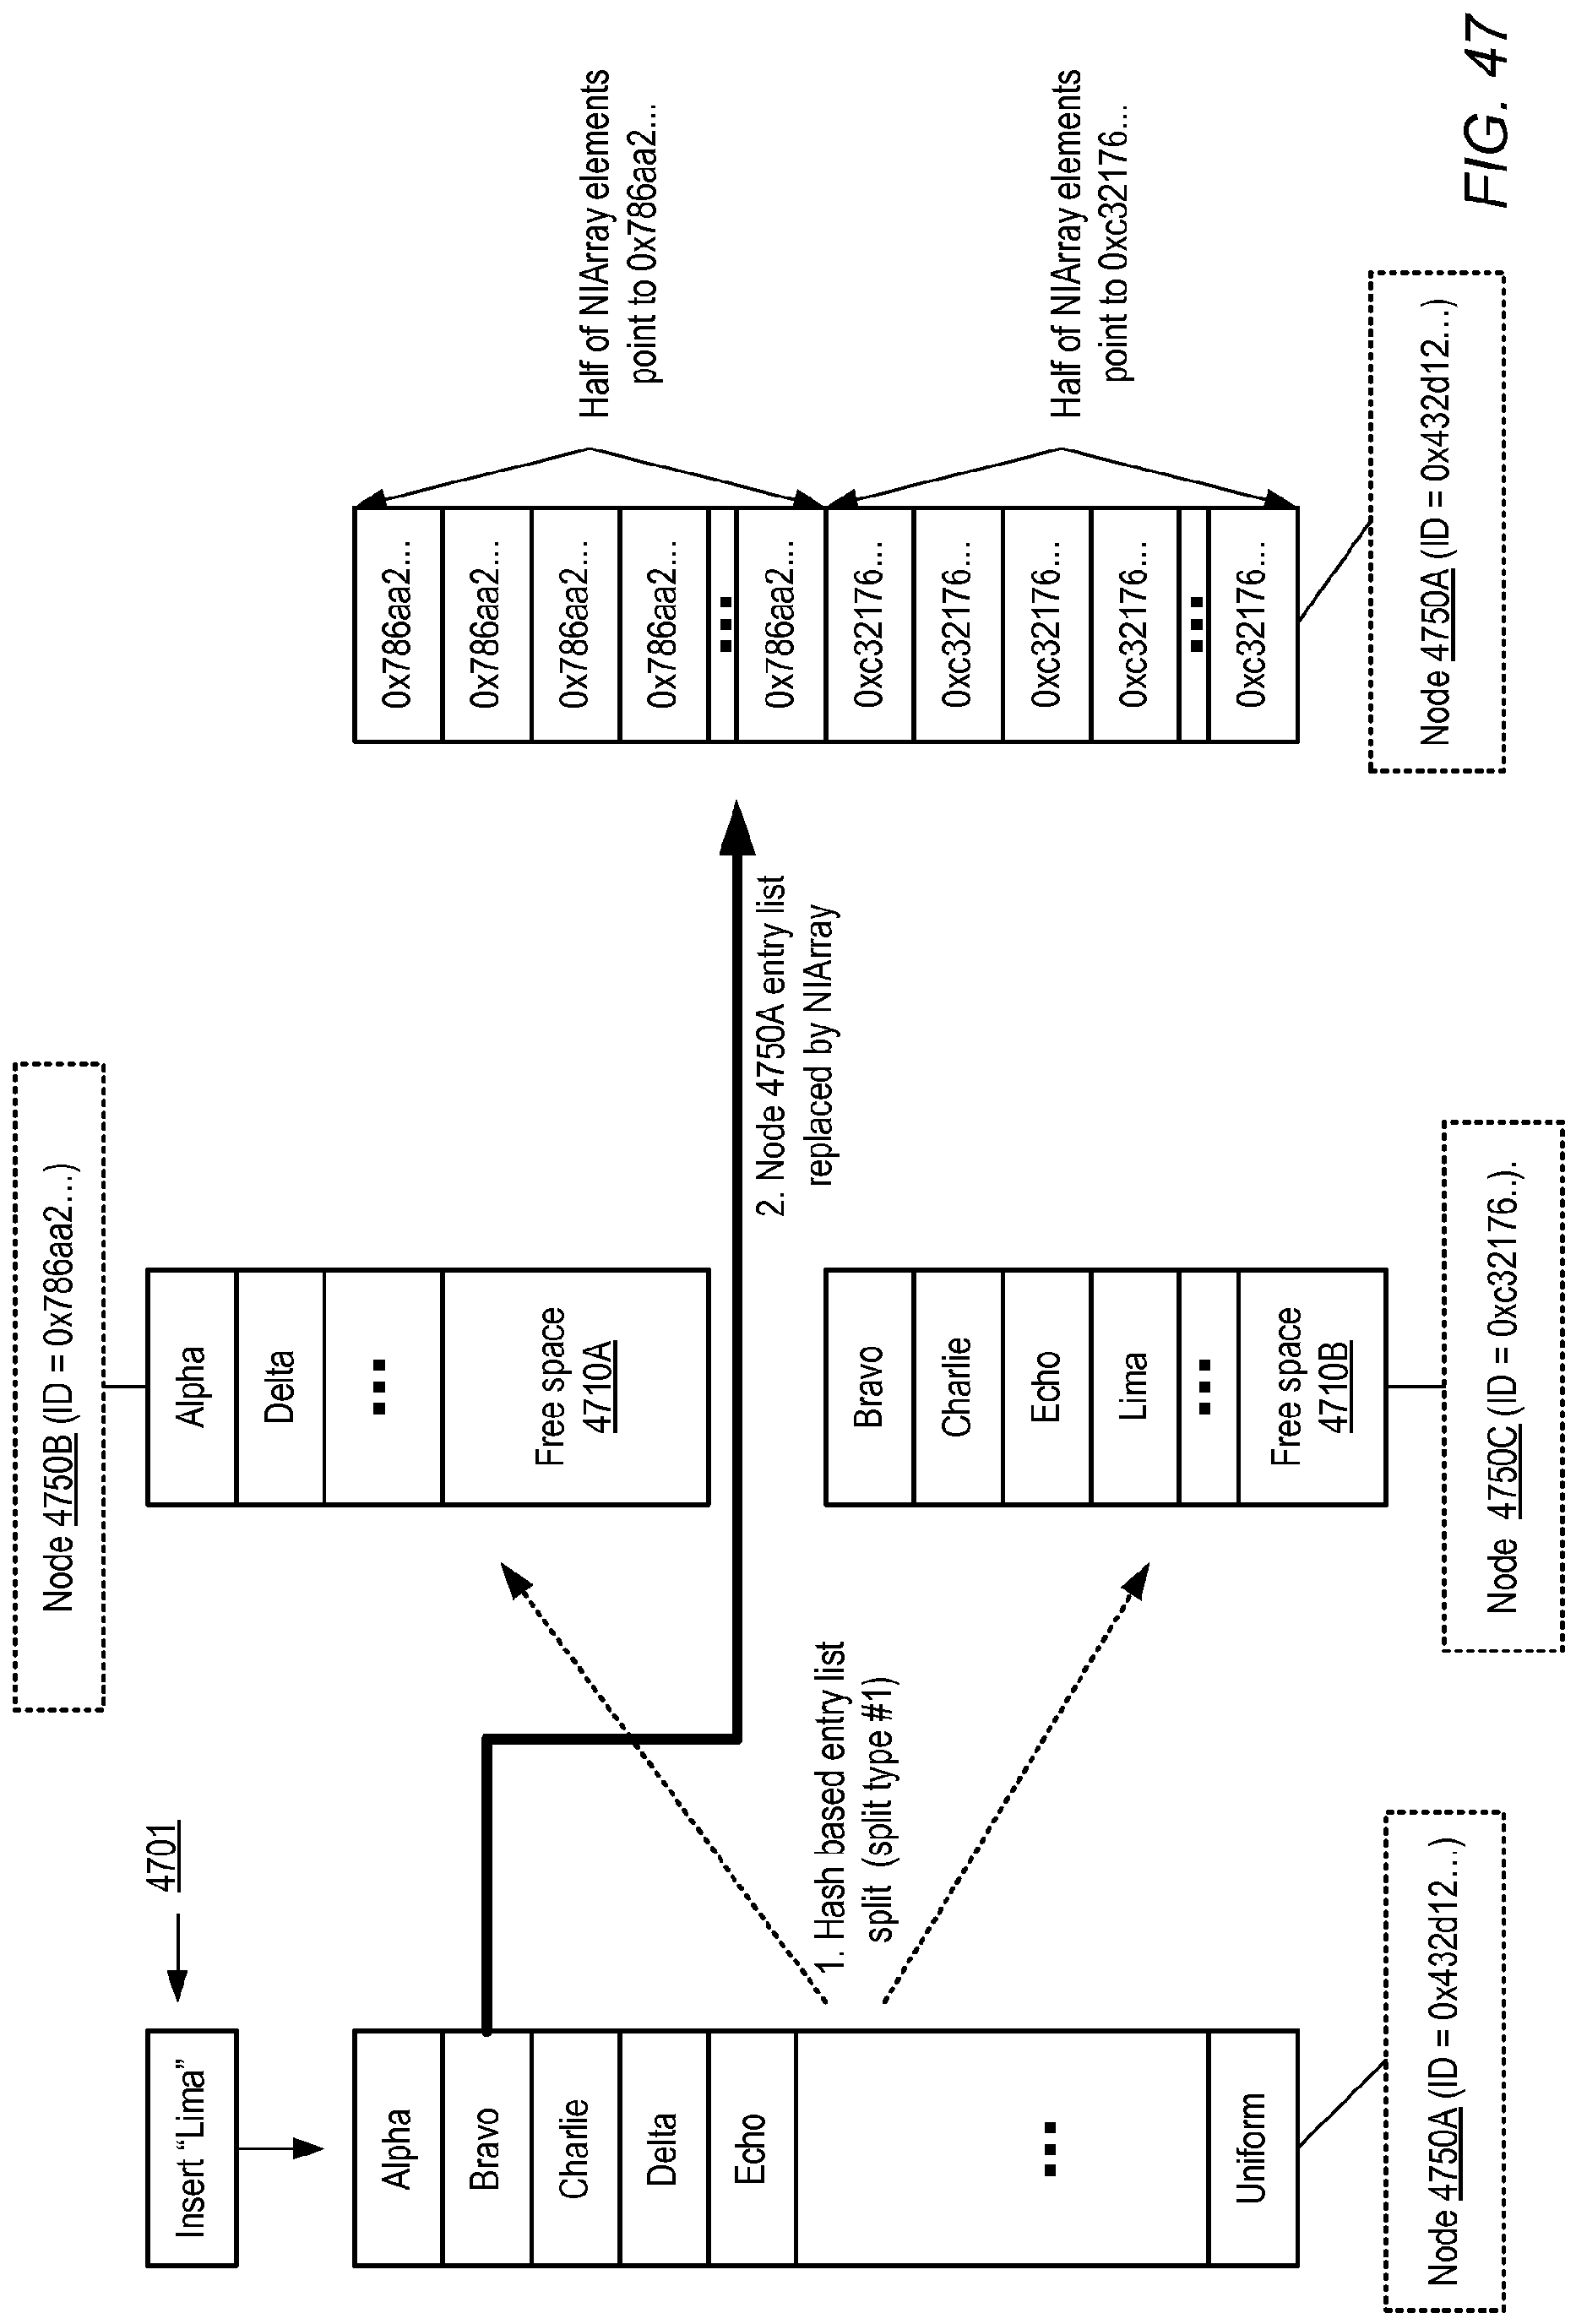 Insert “Lima”
4701
Alpha
Bravo
Charlie
Delta
Echo
...
Uniform
Node 4750A (ID = 0x432d12...)
1. Hash based entry list
split (split type #1)
Node 4750B (ID = 0x786aa2...)
Alpha
Delta
...
Free space
4710A
2. Node 4750A entry list
replaced by NIArray
Bravo
Charlie
Echo
Lima
...
Free space
4710B
Node 4750C (ID = 0xc32176..).
0x786aa2...
0x786aa2...
0x786aa2...
0x786aa2...
...
0x786aa2...
0xc32176...
0xc32176...
0xc32176...
0xc32176...
...
0xc32176...
Half of NIArray elements
point to 0x786aa2...
Half of NIArray elements
point to 0xc32176...
Node 4750A (ID = 0x432d12...)
FIG. 47